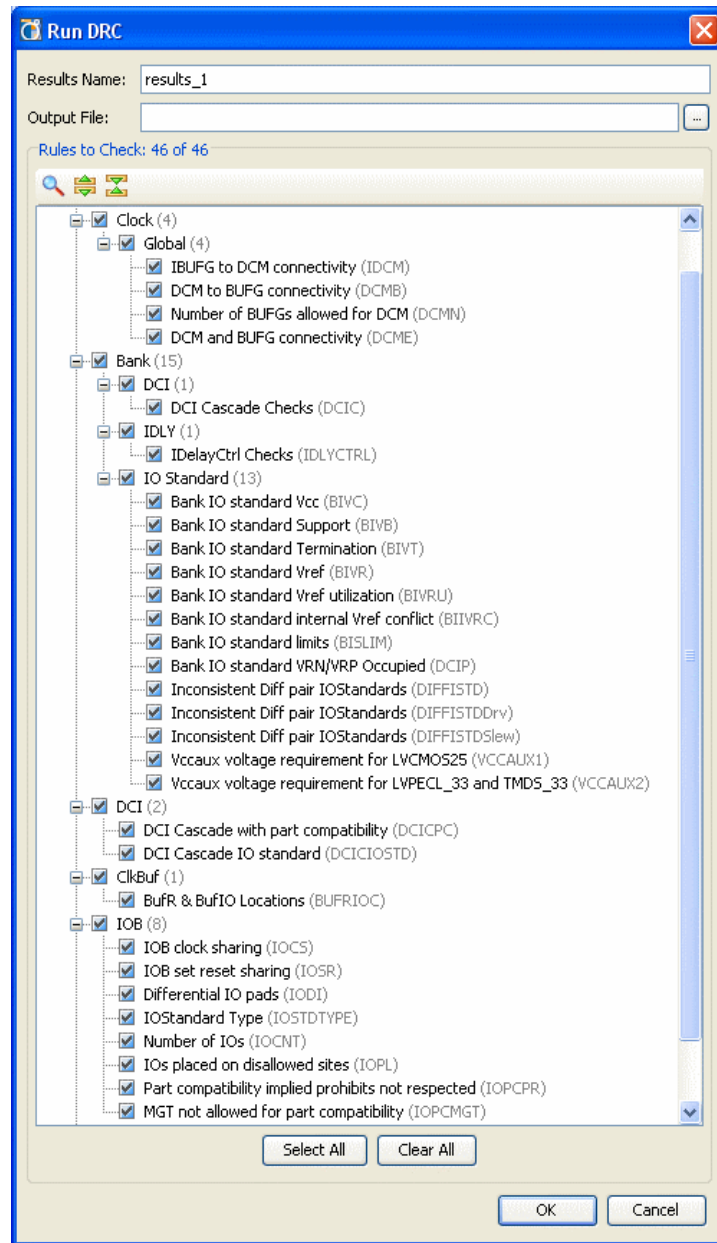 Run DRC
Results Name: results_1
Output File: ...
Rules to Check: 46 of 46
Clock (4)
Global (4)
IBUFG to DCM connectivity (IDCM)
DCM to BUFG connectivity (DCMB)
Number of BUFGs allowed for DCM (DCMN)
DCM and BUFG connectivity (DCME)
Bank (15)
DCI (1)
DCI Cascade Checks (DCIC)
IDLY (1)
IDelayCtrl Checks (IDLYCTRL)
IO Standard (13)
Bank IO standard Vcc (BIVC)
Bank IO standard Support (BIVB)
Bank IO standard Termination (BIVT)
Bank IO standard Vref (BIVR)
Bank IO standard Vref utilization (BIVRU)
Bank IO standard internal Vref conflict (BIIVRC)
Bank IO standard limits (BISLIM)
Bank IO standard VRN/VRP Occupied (DCIP)
Inconsistent Diff pair IOStandards (DIFFISTD)
Inconsistent Diff pair IOStandards (DIFFISTDDrv)
Inconsistent Diff pair IOStandards (DIFFISTDSlew)
Vccaux voltage requirement for LVCMOS25 (VCCAUX1)
Vccaux voltage requirement for LVPECL_33 and TMDS_33 (VCCAUX2)
DCI (2)
DCI Cascade with part compatibility (DCICPC)
DCI Cascade IO standard (DCICIOSTD)
ClkBuf (1)
BufR & BufIO Locations (BUFRIOC)
IOB (8)
IOB clock sharing (IOCS)
IOB set reset sharing (IOSR)
Differential IO pads (IODI)
IOStandard Type (IOSTDTYPE)
Number of IOs (IOCNT)
IOs placed on disallowed sites (IOPL)
Part compatibility implied prohibits not respected (IOPCPR)
MGT not allowed for part compatibility (IOPCMGT)
Select All Clear All
OK Cancel